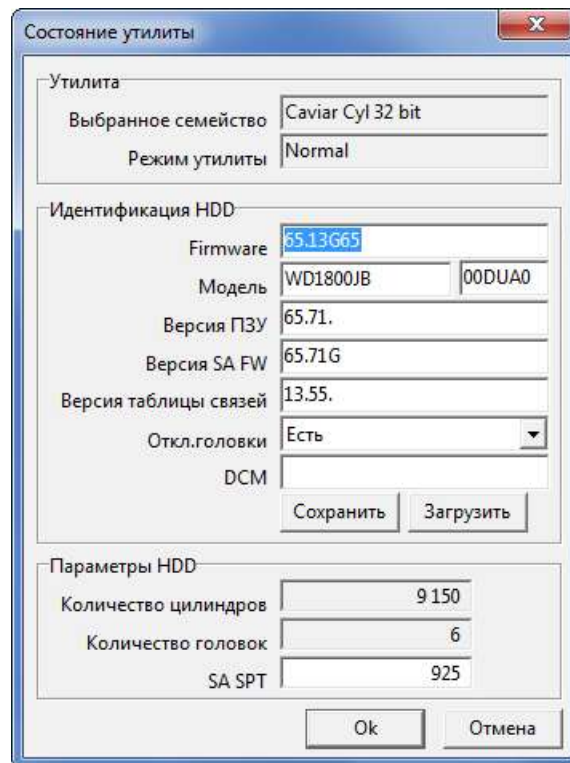 Состояние утилиты
Утилита
Выбранное семейство Caviar Cyl 32 bit
Режим утилиты Normal
Идентификация HDD
Firmware 65.13G65
Модель WD1800JB 00DUA0
Версия ПЗУ 65.71.
Версия SA FW 65.71G
Версия таблицы связей 13.55.
Откл.головки Есть
DCM
Сохранить Загрузить
Параметры HDD
Количество цилиндров 9 150
Количество головок 6
SA SPT 925
Ok Отмена